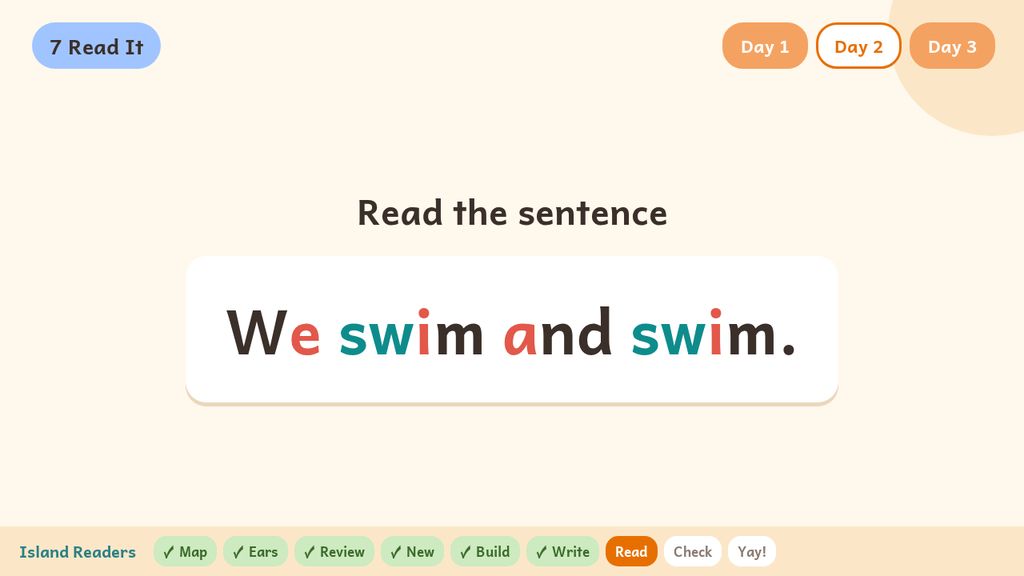 7 Read It
Day 1 Day 2 Day 3
Read the sentence
We swim and swim.
Island Readers ✓ Map ✓ Ears ✓ Review ✓ New ✓ Build ✓ Write Read Check Yay!